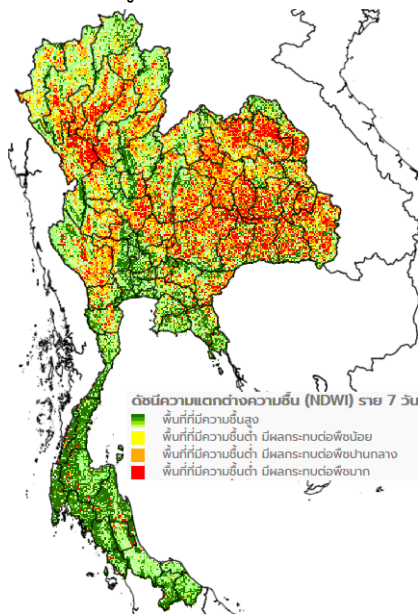 ดัชนีความแตกต่างความชื้น (NDWI) ราย 7 วัน
พื้นที่ที่มีความชื้นสูง
พื้นที่ที่มีความชื้นต่ำ มีผลกระทบต่อพืชน้อย
พื้นที่ที่มีความชื้นต่ำ มีผลกระทบต่อพืชปานกลาง
พื้นที่ที่มีความชื้นต่ำ มีผลกระทบต่อพืชมาก